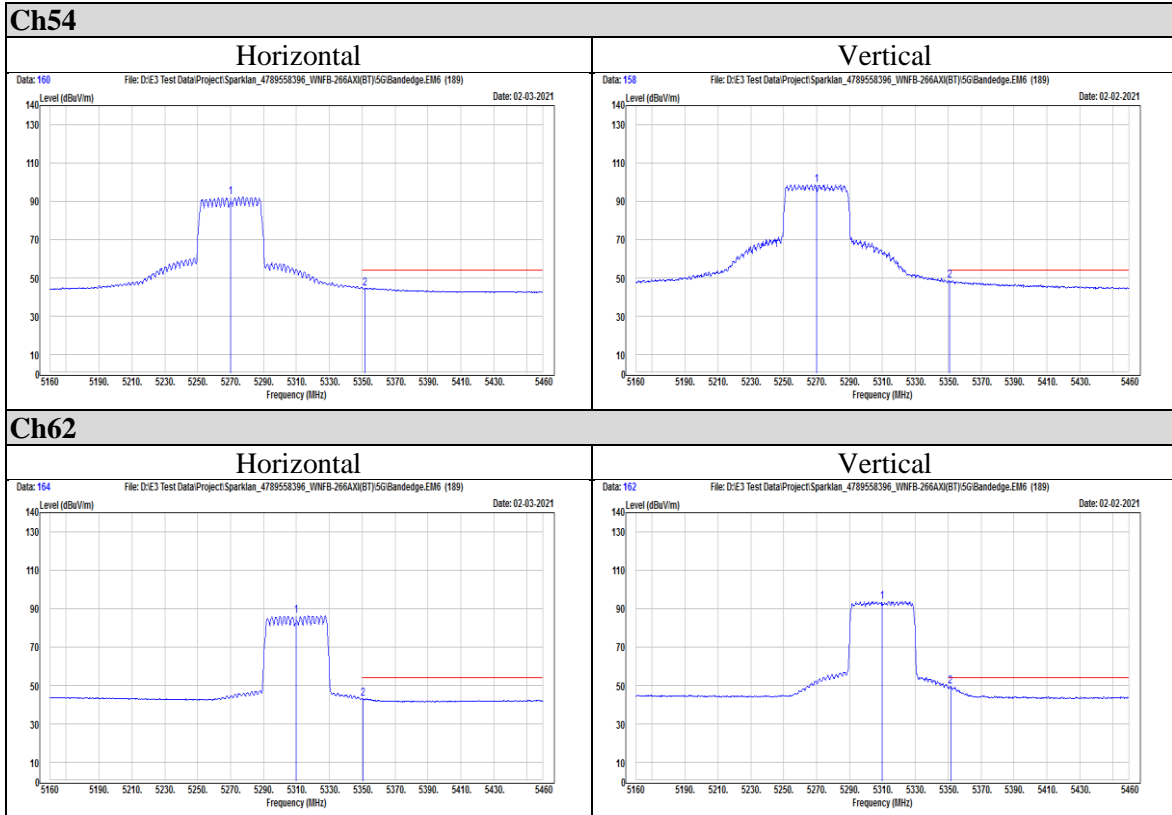 Ch54
Horizontal
Vertical
Data: 160 File: D:\E3 Test Data\Project\Sparklan_4789558396_WNFB-266AXI(BT)\5G\Bandedge.EM6 (189)
Level (dBuV/m) Date: 02-03-2021
140
130
110
90
70
50
30
10
0
1
2
5160 5190. 5210. 5230. 5250. 5270. 5290. 5310. 5330. 5350. 5370. 5390. 5410. 5430. 5460
Frequency (MHz)
Data: 158 File: D:\E3 Test Data\Project\Sparklan_4789558396_WNFB-266AXI(BT)\5G\Bandedge.EM6 (189)
Level (dBuV/m) Date: 02-02-2021
140
130
110
90
70
50
30
10
0
1
2
5160 5190. 5210. 5230. 5250. 5270. 5290. 5310. 5330. 5350. 5370. 5390. 5410. 5430. 5460
Frequency (MHz)
Ch62
Horizontal
Vertical
Data: 164 File: D:\E3 Test Data\Project\Sparklan_4789558396_WNFB-266AXI(BT)\5G\Bandedge.EM6 (189)
Level (dBuV/m) Date: 02-03-2021
140
130
110
90
70
50
30
10
0
1
2
5160 5190. 5210. 5230. 5250. 5270. 5290. 5310. 5330. 5350. 5370. 5390. 5410. 5430. 5460
Frequency (MHz)
Data: 162 File: D:\E3 Test Data\Project\Sparklan_4789558396_WNFB-266AXI(BT)\5G\Bandedge.EM6 (189)
Level (dBuV/m) Date: 02-02-2021
140
130
110
90
70
50
30
10
0
1
2
5160 5190. 5210. 5230. 5250. 5270. 5290. 5310. 5330. 5350. 5370. 5390. 5410. 5430. 5460
Frequency (MHz)